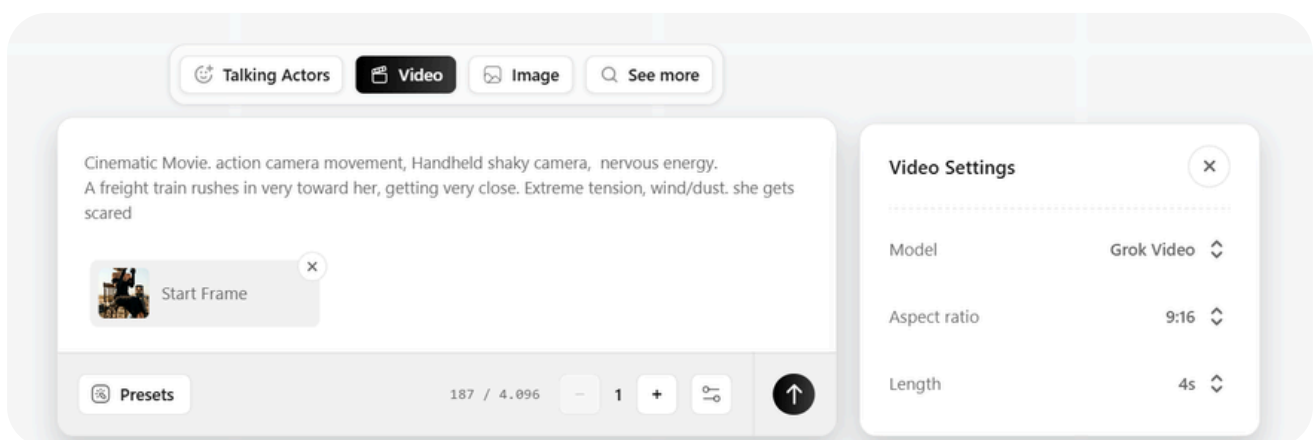 Talking Actors
Video
Image
See more
Cinematic Movie. action camera movement, Handheld shaky camera,  nervous energy.
A freight train rushes in very toward her, getting very close. Extreme tension, wind/dust. she gets
scared
Start Frame
Presets
187 / 4.096
1
Video Settings
Model
Grok Video
Aspect ratio
9:16
Length
4s